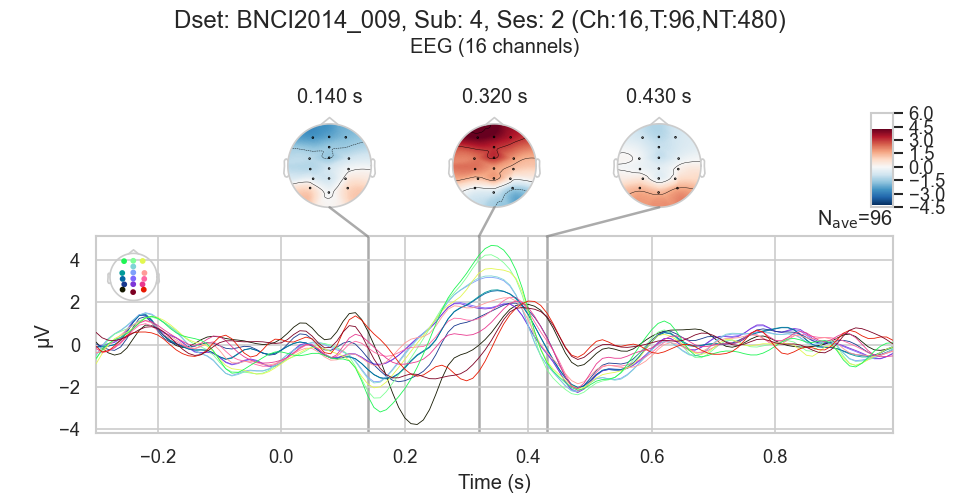 Dset: BNCI2014_009, Sub: 4, Ses: 2 (Ch:16,T:96,NT:480)
EEG (16 channels)
0.140 s
0.320 s
0.430 s
6.0
4.5
3.0
1.5
0.0
−1.5
−3.0
−4.5
Nave=96
4
2
0
−2
−4
µV
−0.2
0.0
0.2
0.4
0.6
0.8
Time (s)